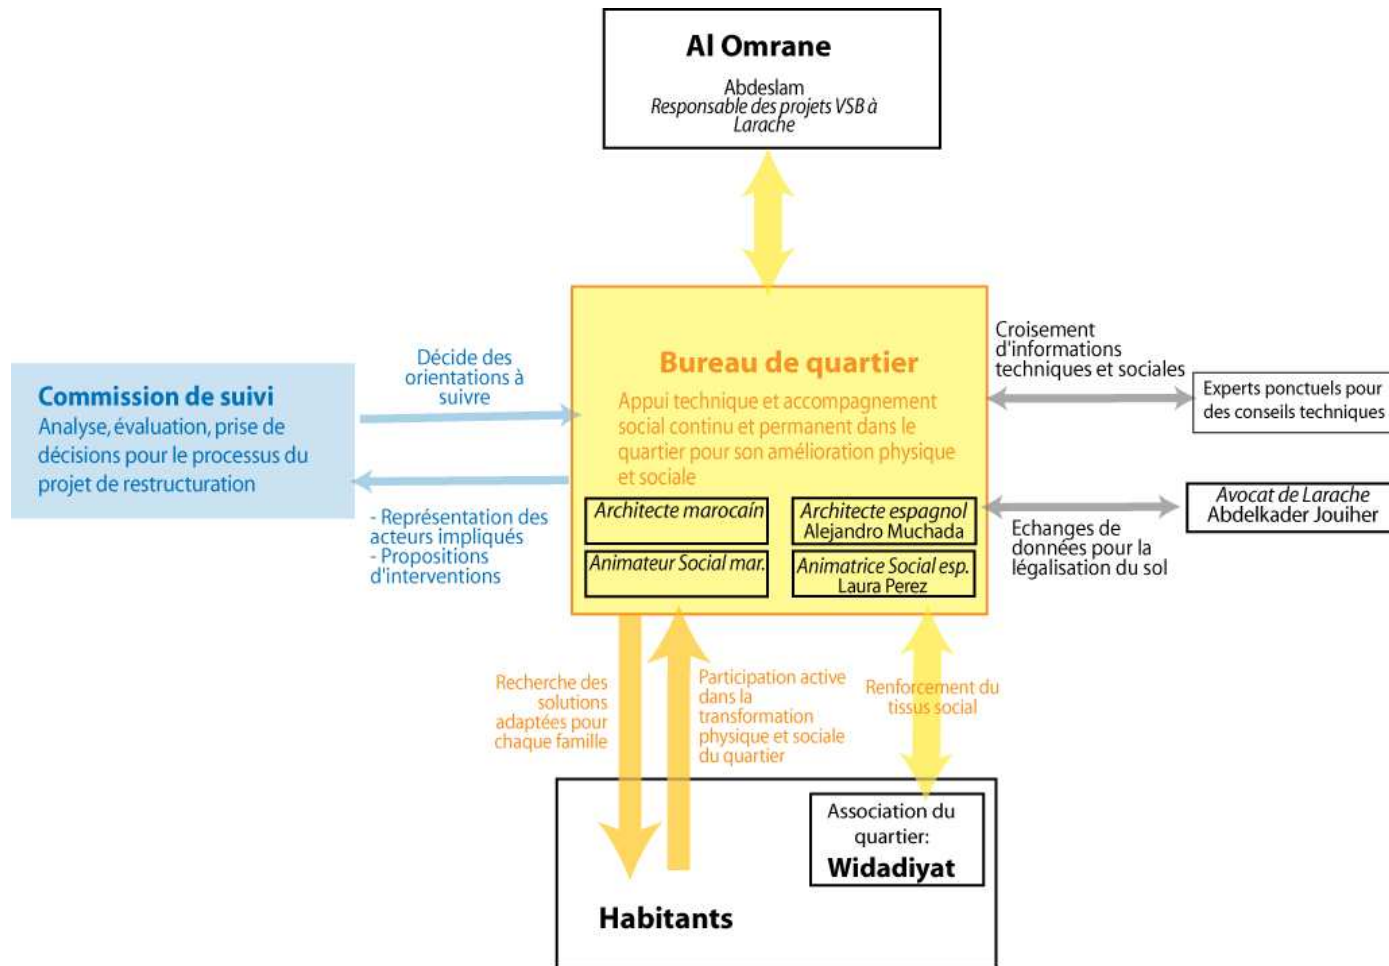 Al Omrane
Abdeslam
Responsable des projets VSB à
Larache
Commission de suivi
Analyse, évaluation, prise de
décisions pour le processus du
projet de restructuration
Décide des
orientations à
suivre
- Représentation des
acteurs impliqués
- Propositions
d'interventions
Bureau de quartier
Appui technique et accompagnement
social continu et permanent dans le
quartier pour son amélioration physique
et sociale
Architecte marocaín
Architecte espagnol
Alejandro Muchada
Animateur Social mar.
Animatrice Social esp.
Laura Perez
Croisement
d'informations
techniques et sociales
Experts ponctuels pour
des conseils techniques
Avocat de Larache
Abdelkader Jouiher
Echanges de
données pour la
légalisation du sol
Recherche des
solutions
adaptées pour
chaque famille
Participation active
dans la
transformation
physique et sociale
du quartier
Renforcement du
tissus social
Association du
quartier:
Widadiyat
Habitants